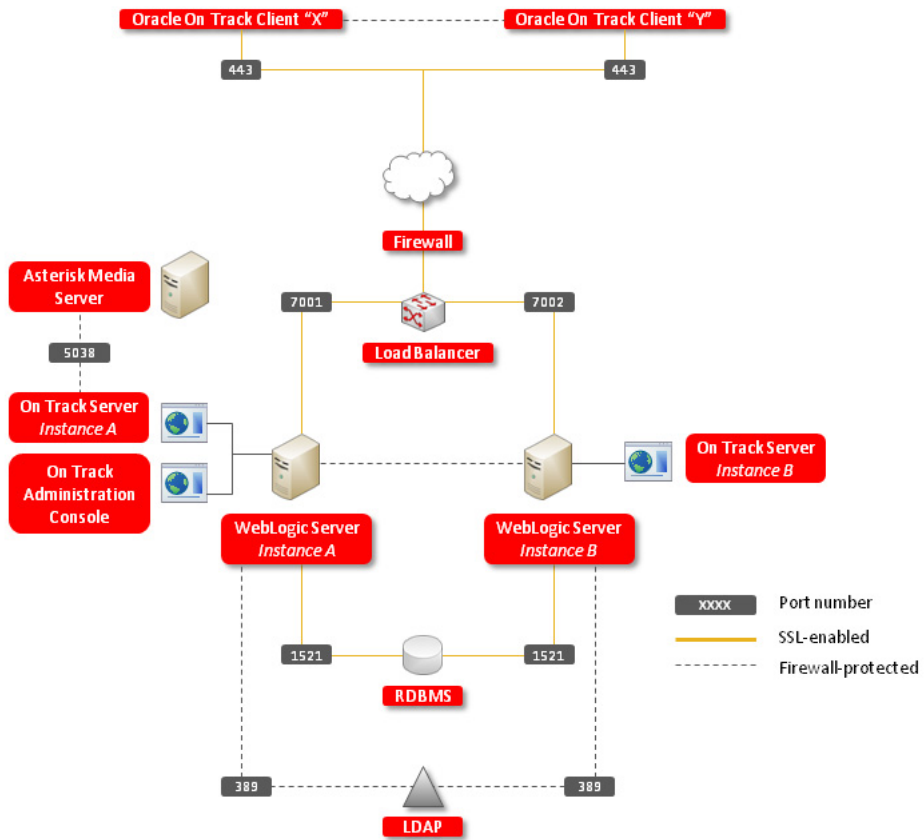 Oracle On Track Client “X”
Oracle On Track Client “Y”
443
443
Firewall
Asterisk Media
Server
7001
7002
Load Balancer
5038
On Track Server
Instance A
On Track
Administration
Console
On Track Server
Instance B
WebLogic Server
Instance A
WebLogic Server
Instance B
XXXX
Port number
SSL-enabled
Firewall-protected
1521
1521
RDBMS
389
389
LDAP